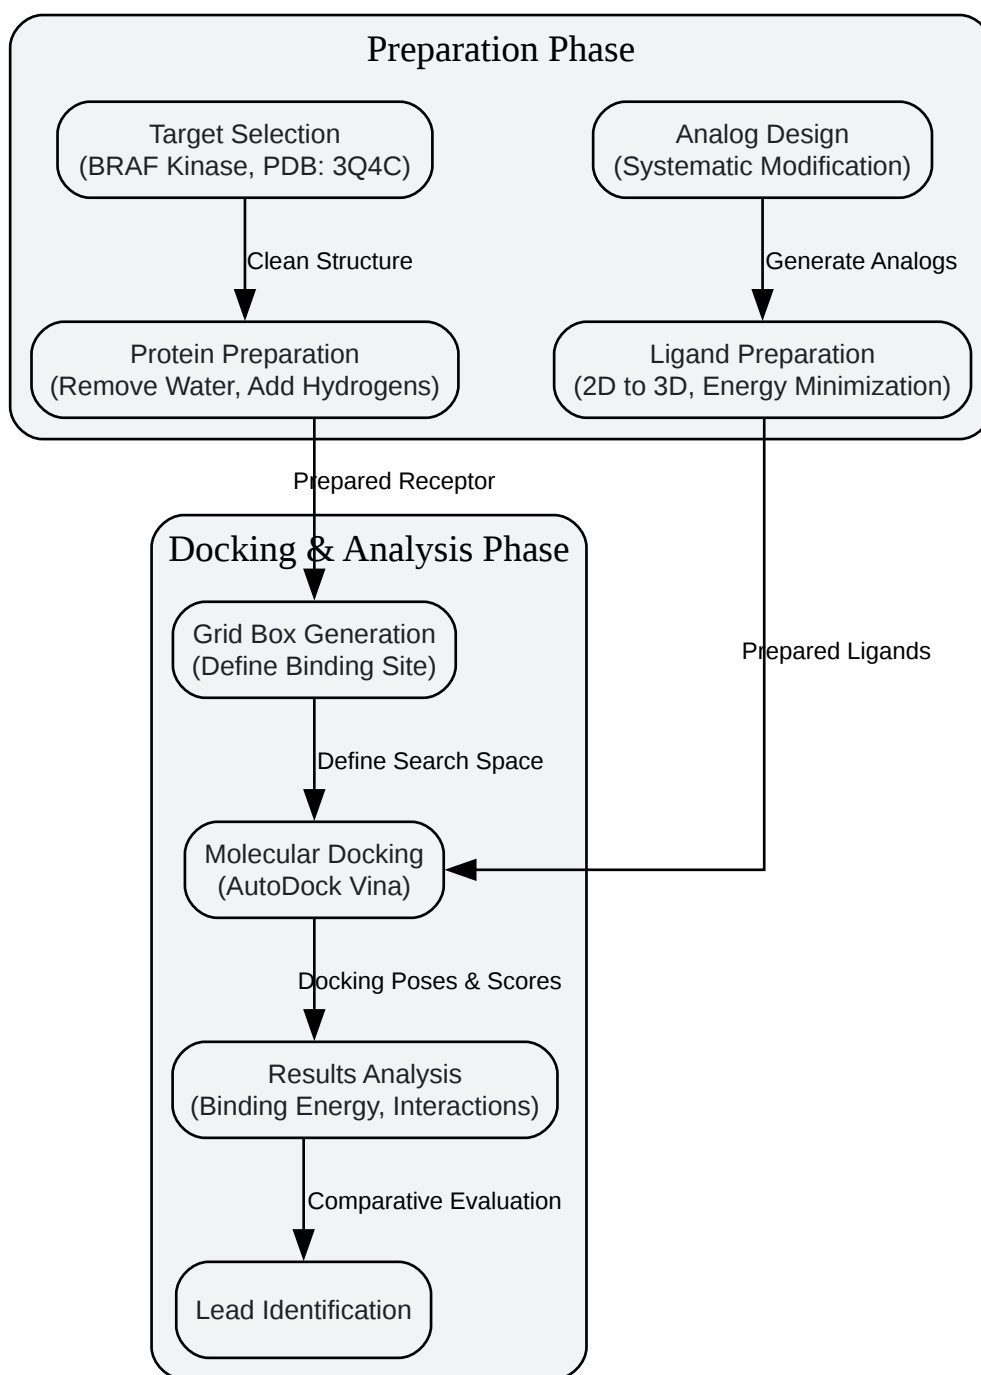 Preparation Phase
Target Selection
(BRAF Kinase, PDB: 3Q4C)
Analog Design
(Systematic Modification)
Clean Structure
Generate Analogs
Protein Preparation
(Remove Water, Add Hydrogens)
Ligand Preparation
(2D to 3D, Energy Minimization)
Prepared Receptor
Docking & Analysis Phase
Grid Box Generation
(Define Binding Site)
Prepared Ligands
Define Search Space
Molecular Docking
(AutoDock Vina)
Docking Poses & Scores
Results Analysis
(Binding Energy, Interactions)
Comparative Evaluation
Lead Identification